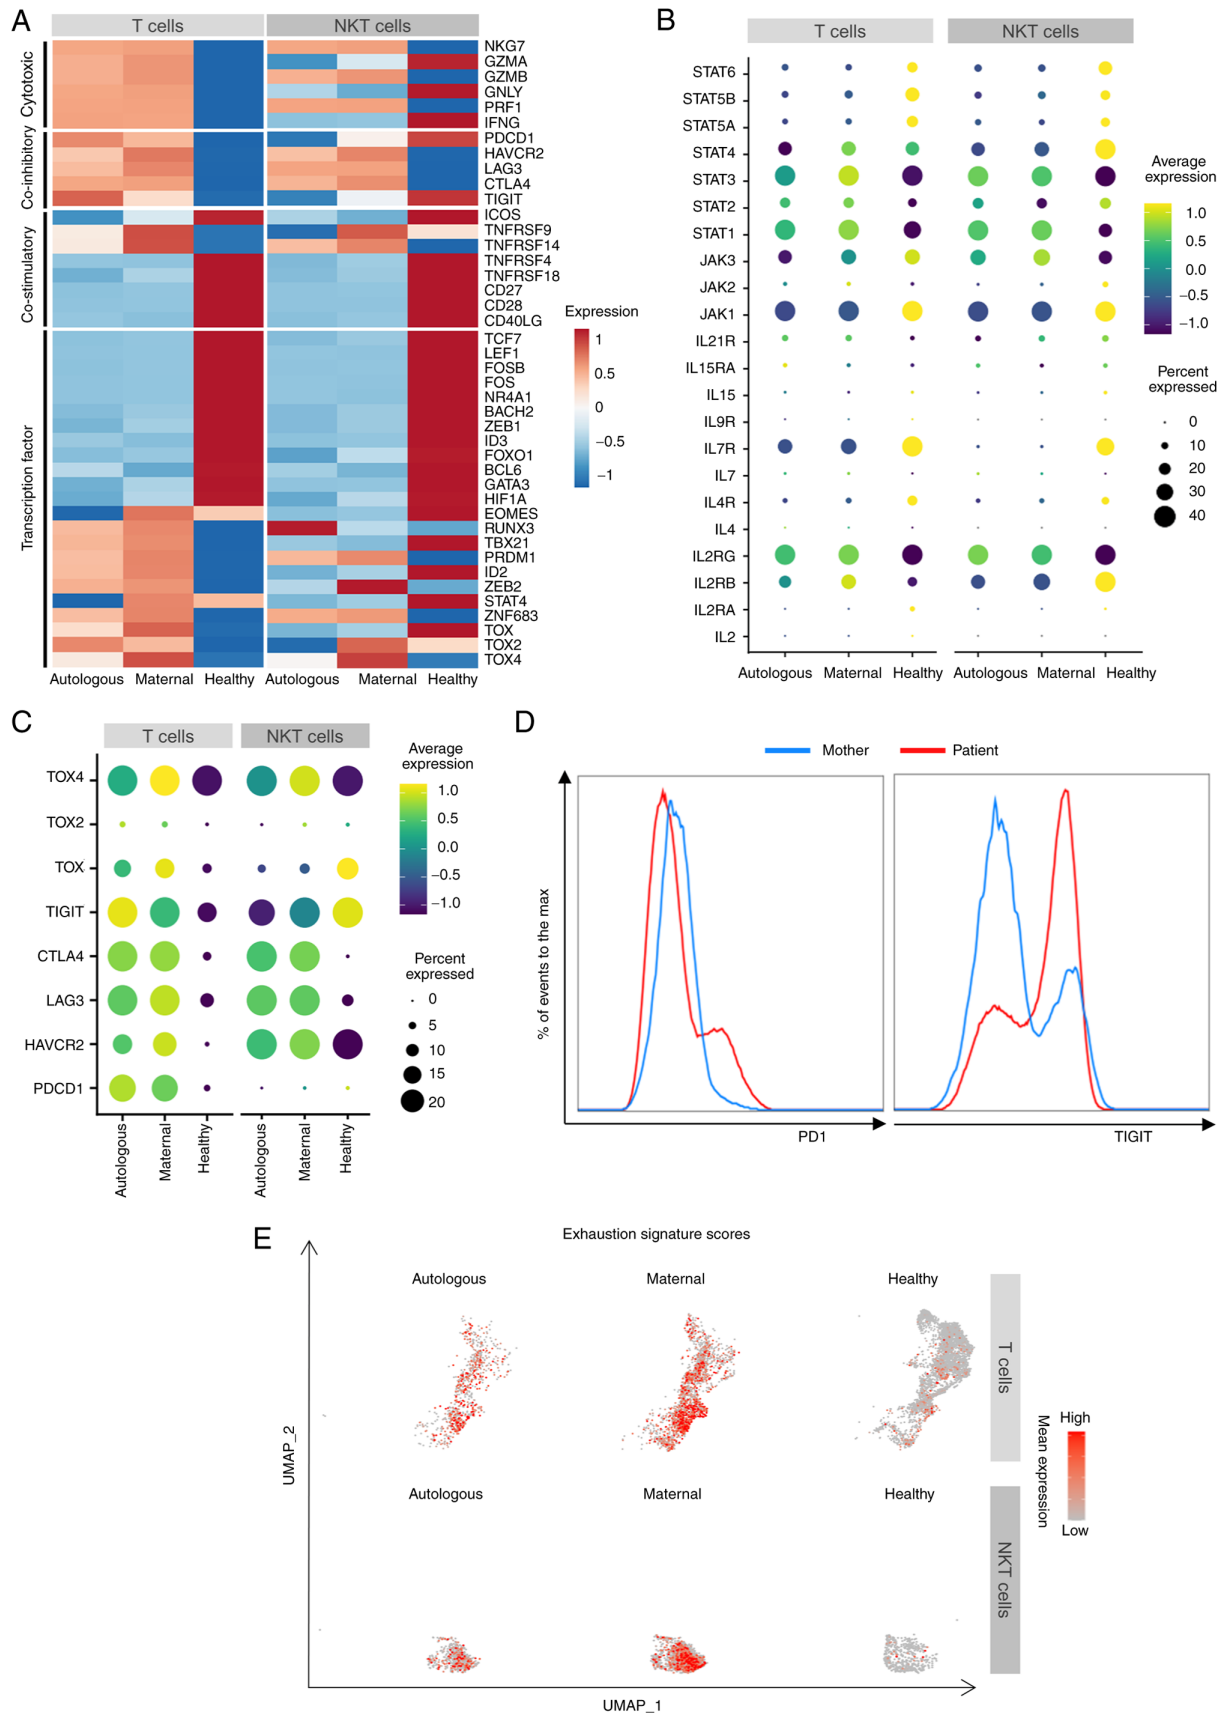 A
T cells
NKT cells
Cytotoxic
Co-inhibitory
Co-stimulatory
Transcription factor
NKG7
GZMA
GZMB
GNLY
PRF1
IFNG
PDCD1
HAVCR2
LAG3
CTLA4
TIGIT
ICOS
TNFRSF9
TNFRSF14
TNFRSF4
TNFRSF18
CD27
CD28
CD40LG
TCF7
LEF1
FOSB
FOS
NR4A1
BACH2
ZEB1
ID3
FOXO1
BCL6
GATA3
HIF1A
EOMES
RUNX3
TBX21
PRDM1
ID2
ZEB2
STAT4
ZNF683
TOX
TOX2
TOX4
Autologous Maternal Healthy Autologous Maternal Healthy
Expression
1
0.5
0
−0.5
−1
B
T cells
NKT cells
STAT6
STAT5B
STAT5A
STAT4
STAT3
STAT2
STAT1
JAK3
JAK2
JAK1
IL21R
IL15RA
IL15
IL9R
IL7R
IL7
IL4R
IL4
IL2RG
IL2RB
IL2RA
IL2
Autologous Maternal Healthy Autologous Maternal Healthy
Average
expression
1.0
0.5
0.0
−0.5
−1.0
Percent
expressed
0
10
20
30
40
C
T cells
NKT cells
TOX4
TOX2
TOX
TIGIT
CTLA4
LAG3
HAVCR2
PDCD1
Autologous
Maternal
Healthy
Autologous
Maternal
Healthy
Average
expression
1.0
0.5
0.0
−0.5
−1.0
Percent
expressed
0
5
10
15
20
D
Mother
Patient
% of events to the max
PD1
TIGIT
E
Exhaustion signature scores
Autologous
Maternal
Healthy
T cells
Autologous
Maternal
Healthy
NKT cells
UMAP_2
UMAP_1
Mean expression
High
Low